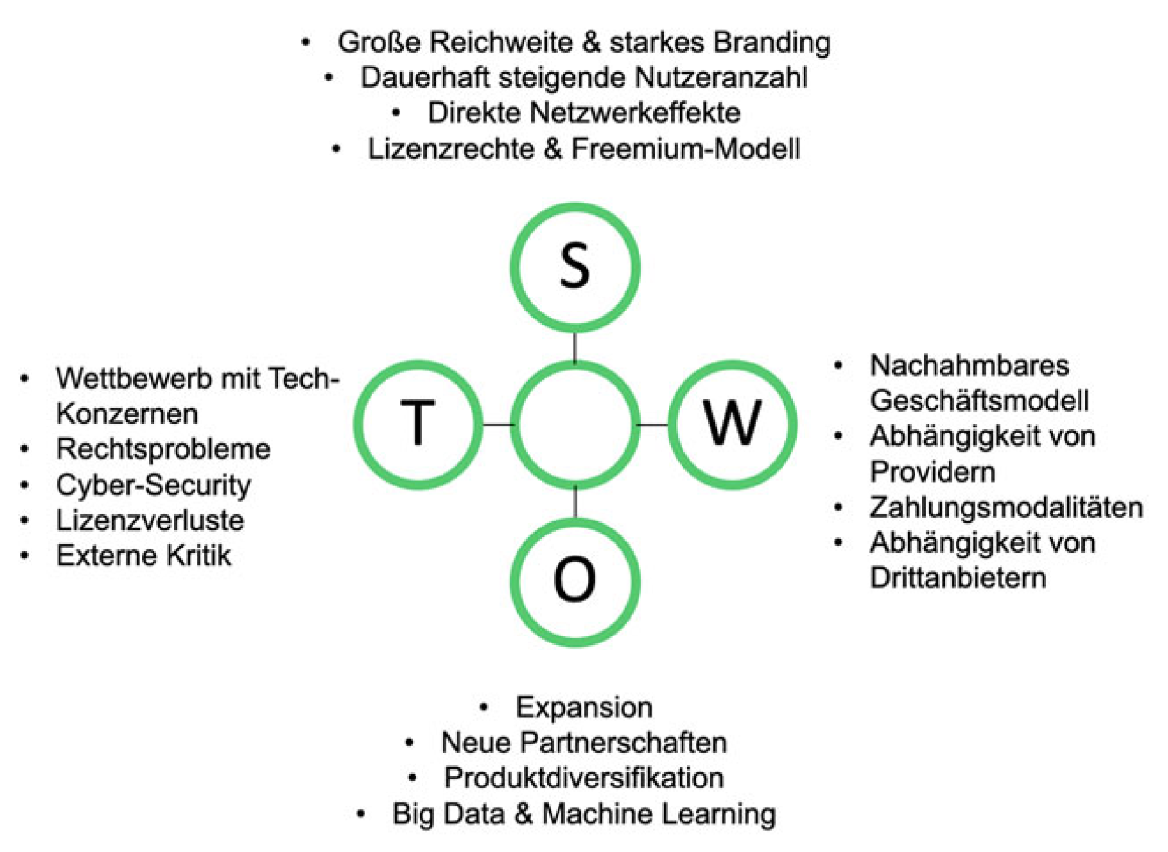 • Große Reichweite & starkes Branding
• Dauerhaft steigende Nutzeranzahl
• Direkte Netzwerkeffekte
• Lizenzrechte & Freemium-Modell
S
• Wettbewerb mit Tech-
Konzernen
• Rechtsprobleme
• Cyber-Security
• Lizenzverluste
• Externe Kritik
T
W
• Nachahmbares
Geschäftsmodell
• Abhängigkeit von
Providern
• Zahlungsmodalitäten
• Abhängigkeit von
Drittanbietern
O
• Expansion
• Neue Partnerschaften
• Produktdiversifikation
• Big Data & Machine Learning